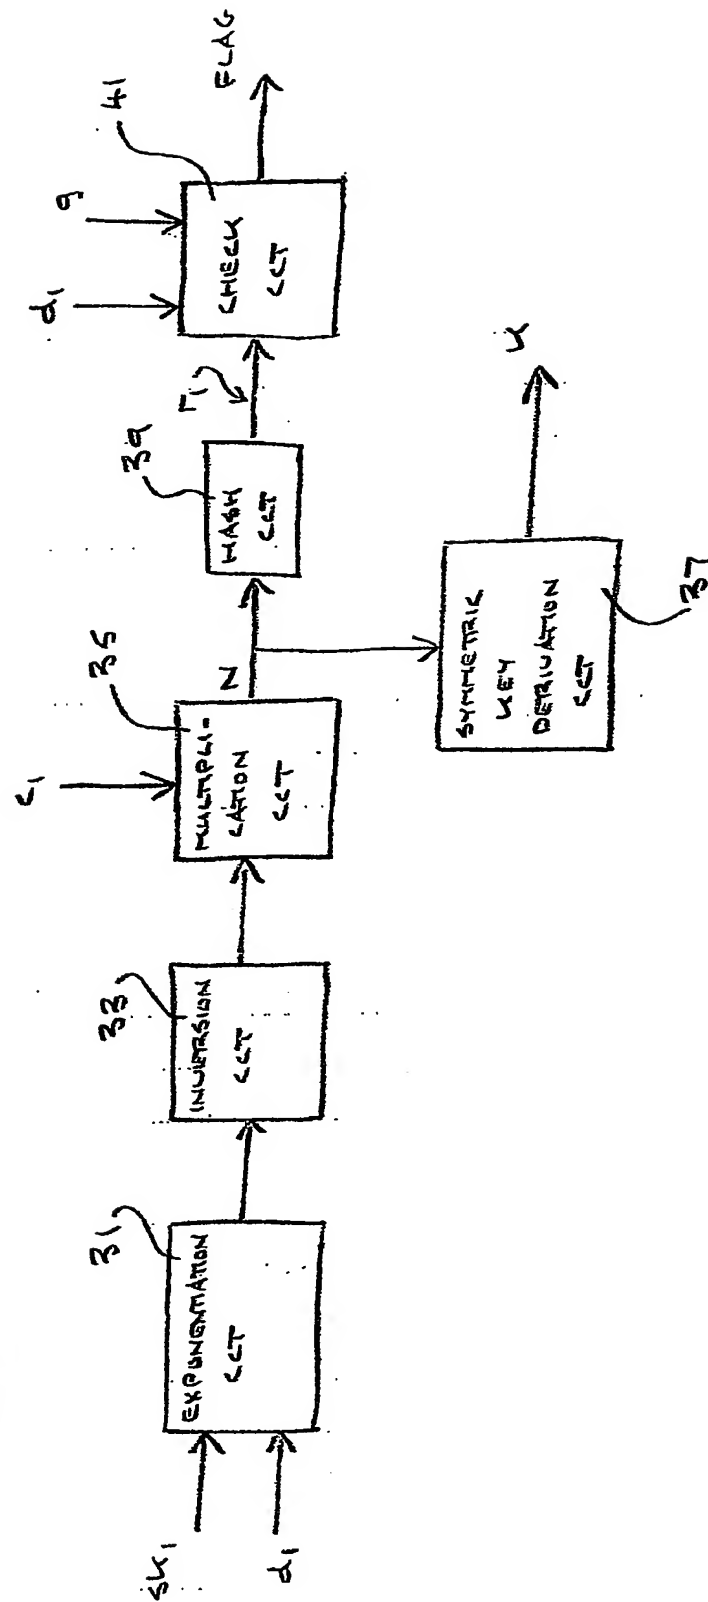 sk₁
d₁
31
EXPONENTIATION
CCT
33
INVERSION
CCT
c₁
35
MULTIPLI-
CATION
CCT
N
SYMMETRIC
KEY
DERIVATION
CCT
37
K
39
HASH
CCT
r₁
d₁
g
CHECK
CCT
41
FLAG